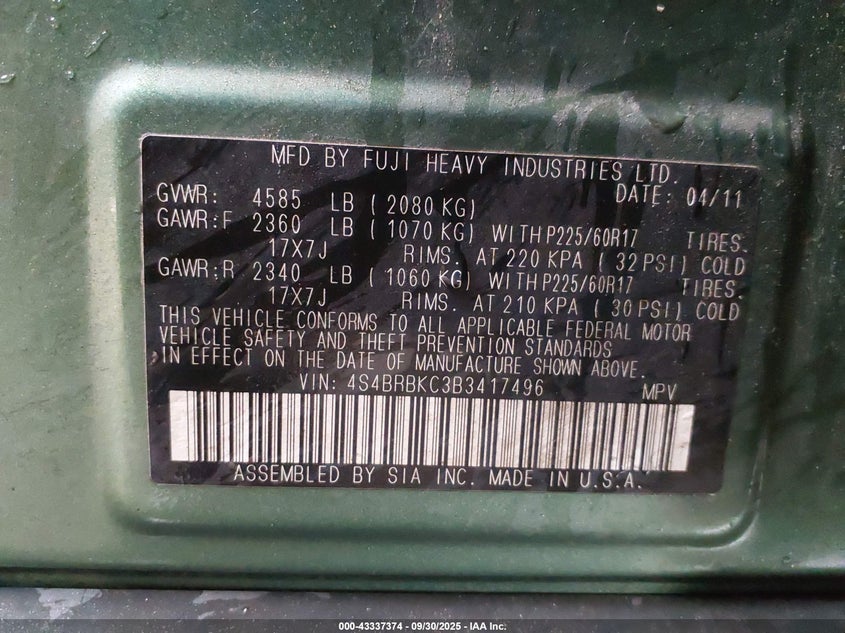 MFD BY FUJI HEAVY INDUSTRIES LTD.
DATE: 04/11
GVWR: 4585 LB ( 2080 KG)
GAWR:F 2360 LB ( 1070 KG) WITH P225/60R17 TIRES.
17X7J RIMS. AT 220 KPA ( 32 PSI) COLD
GAWR:R 2340 LB ( 1060 KG) WITH P225/60R17 TIRES.
17X7J RIMS. AT 210 KPA ( 30 PSI) COLD
THIS VEHICLE CONFORMS TO ALL APPLICABLE FEDERAL MOTOR
VEHICLE SAFETY AND THEFT PREVENTION STANDARDS
IN EFFECT ON THE DATE OF MANUFACTURE SHOWN ABOVE.
VIN: 4S4BRBKC3B3417496 MPV
ASSEMBLED BY SIA INC. MADE IN U.S.A.
000-43337374 - 09/30/2025 - IAA Inc.